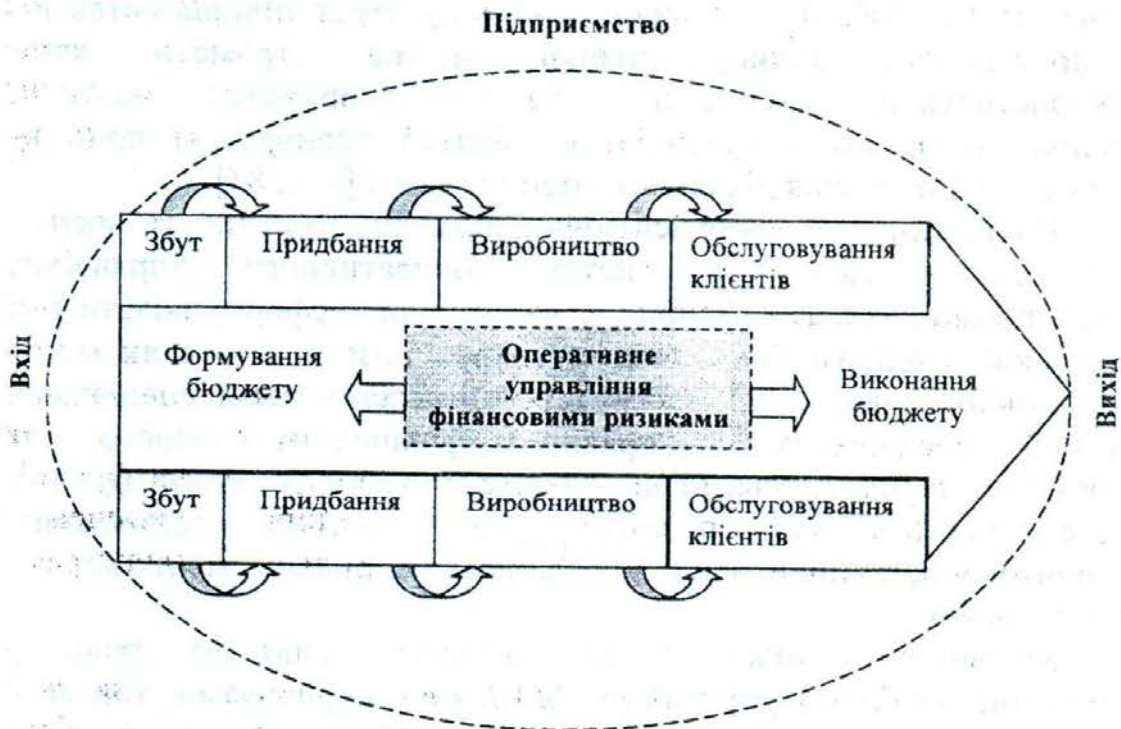 Підприємство
Збут
Придбання
Виробництво
Обслуговування
клієнтів
Вхід
Формування
бюджету
Оперативне
управління
фінансовими ризиками
Виконання
бюджету
Вихід
Збут
Придбання
Виробництво
Обслуговування
клієнтів